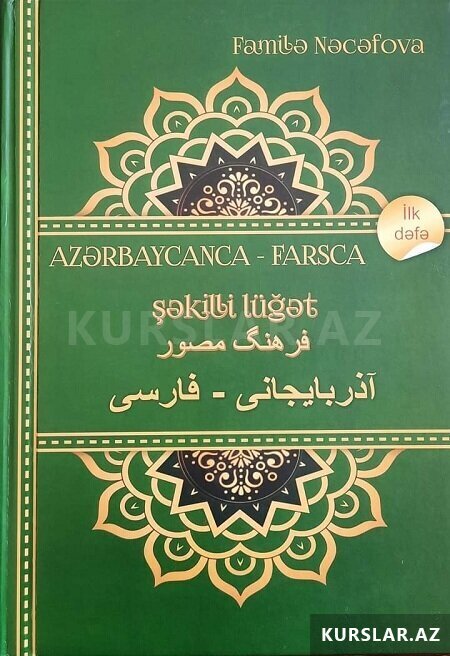 Familə Nəcəfova
İlk
dəfə
AZƏRBAYCANCA - FARSCA
şəkilli lüğət
KURSLAR.AZ
فرهنگ مصور
آذربایجانی - فارسی
KURSLAR.AZ